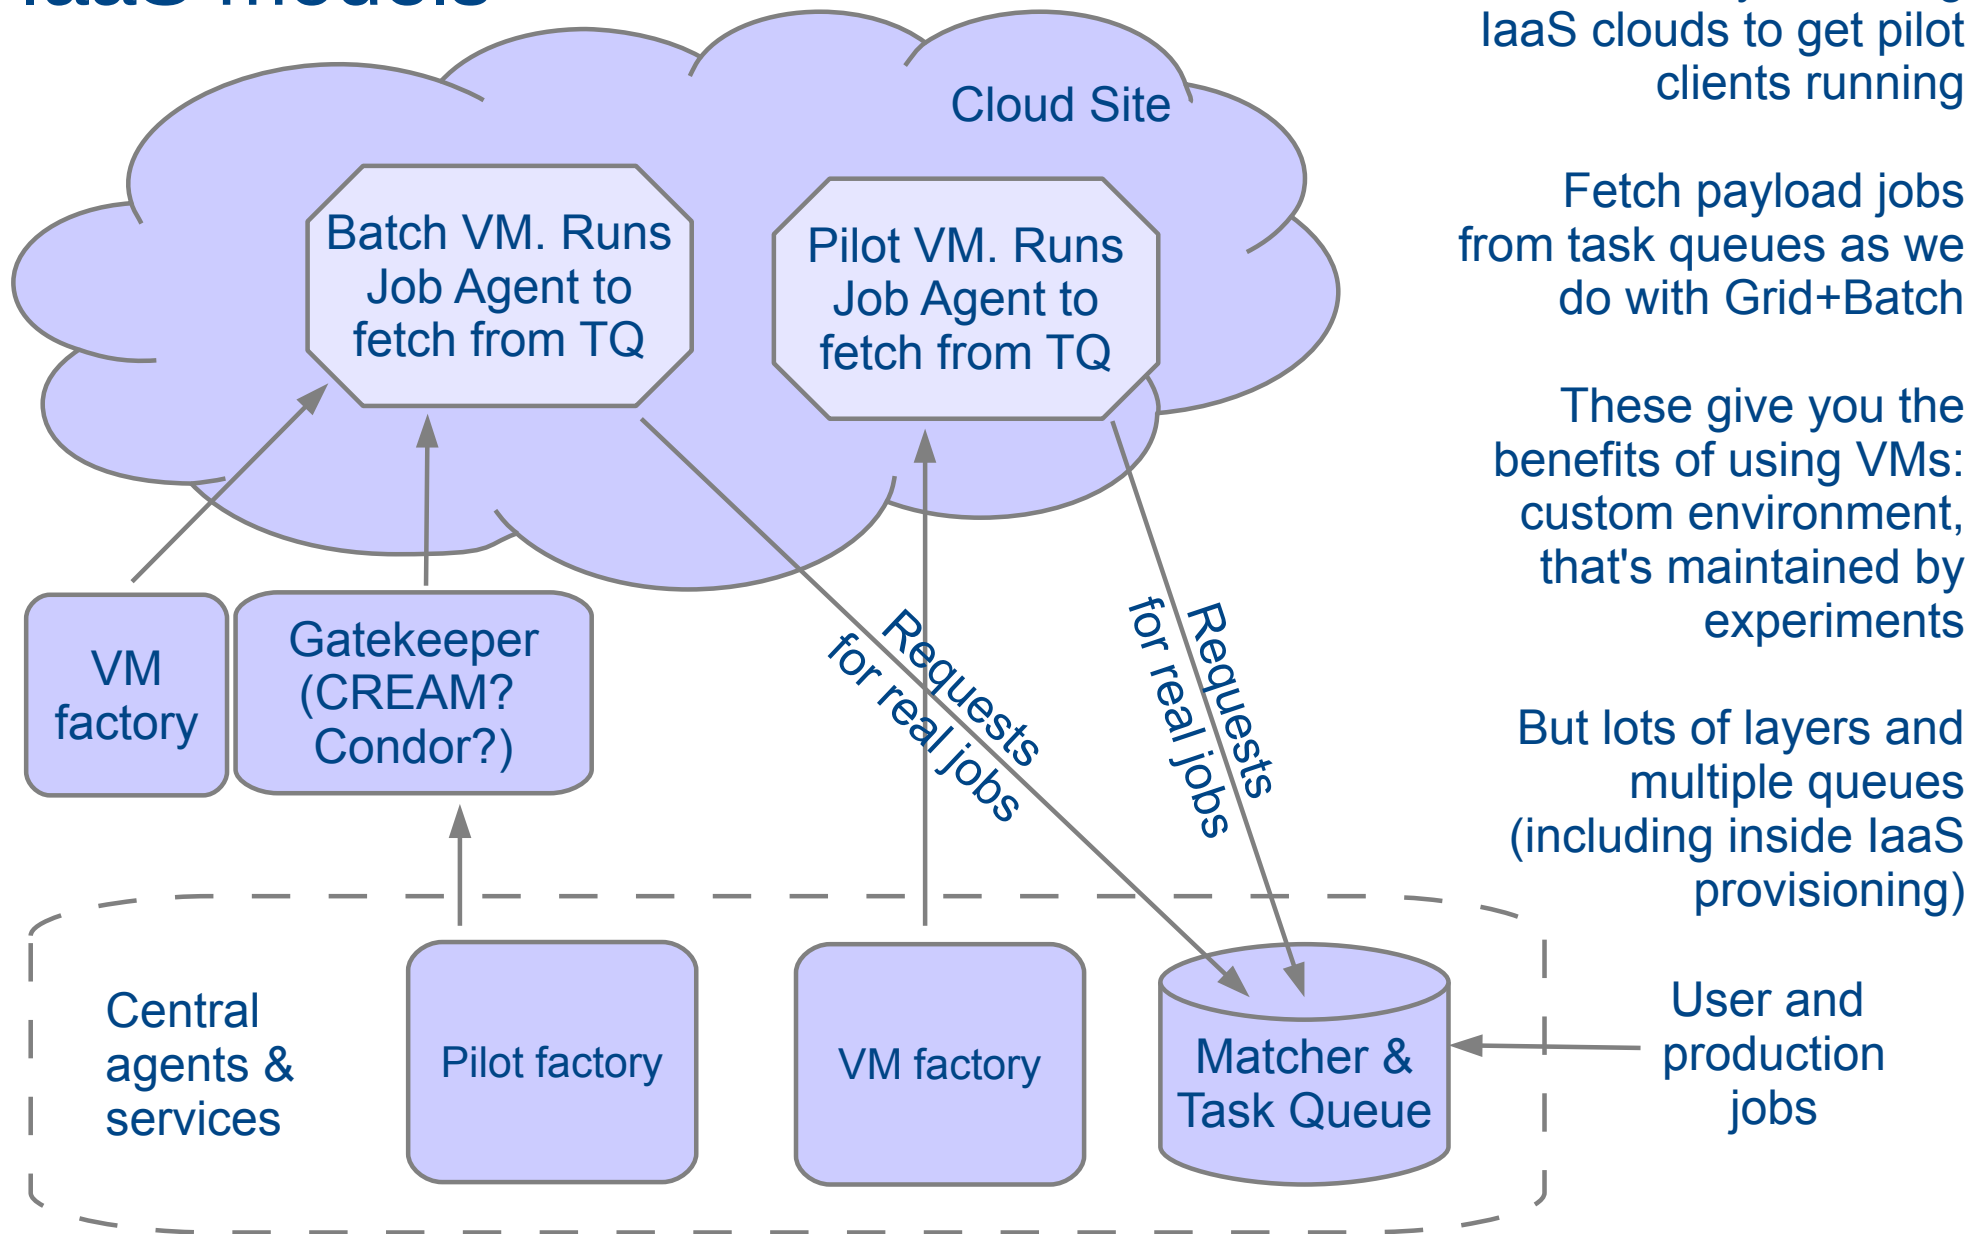 IaaS models
IaaS clouds to get pilot
clients running
Cloud Site
Fetch payload jobs
from task queues as we
do with Grid+Batch
Batch VM. Runs
Job Agent to
fetch from TQ
Pilot VM. Runs
Job Agent to
fetch from TQ
These give you the
benefits of using VMs:
custom environment,
that's maintained by
experiments
VM
factory
Gatekeeper
(CREAM?
Condor?)
Requests
for real jobs
Requests
for real jobs
But lots of layers and
multiple queues
(including inside IaaS
provisioning)
Central
agents &
services
Pilot factory
VM factory
Matcher &
Task Queue
User and
production
jobs